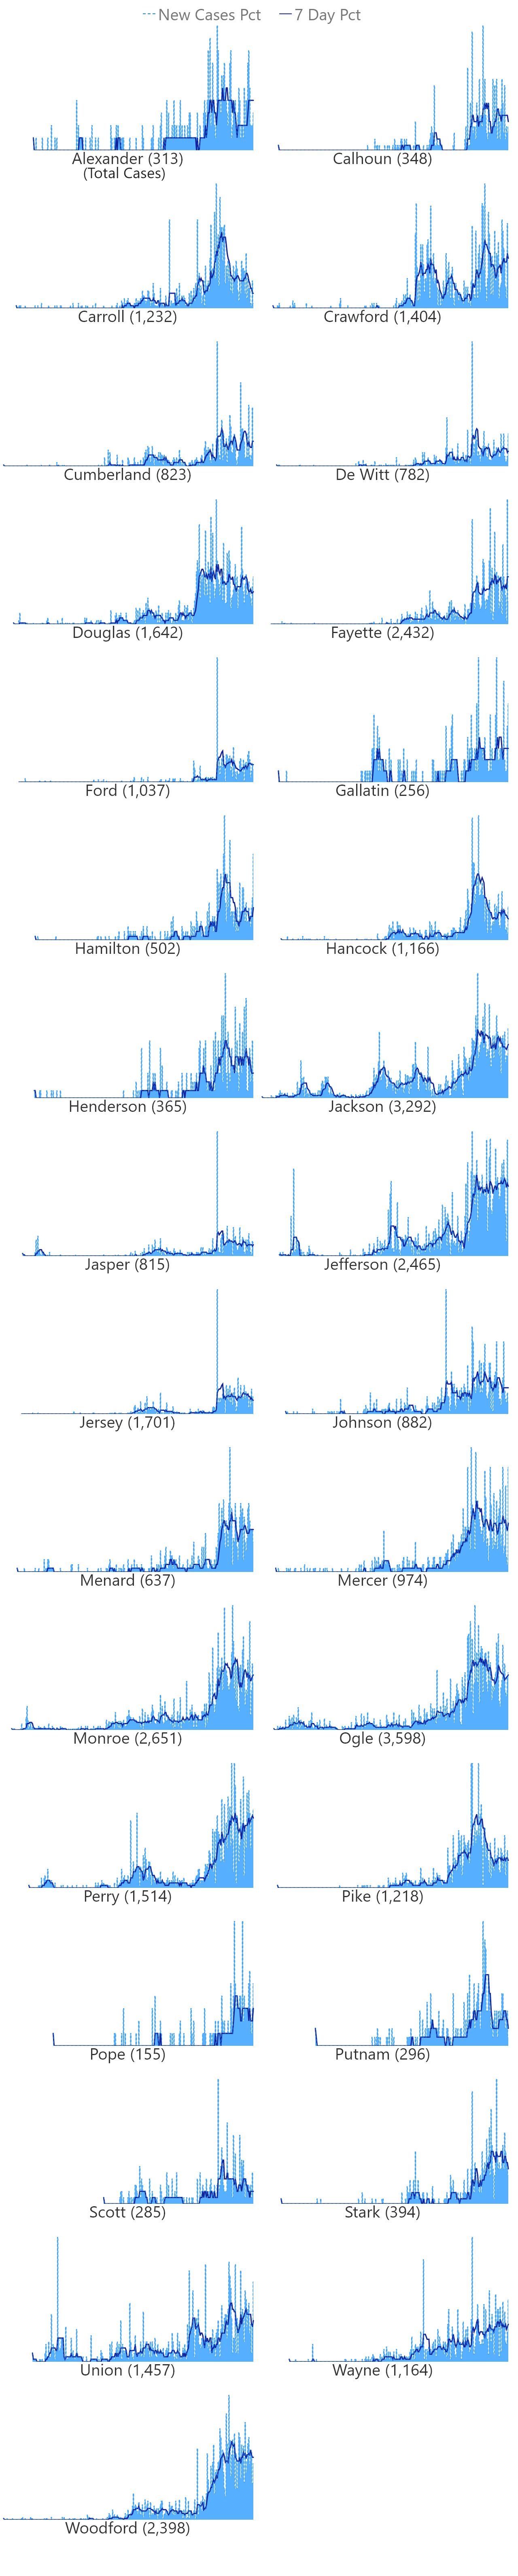 New Cases Pct 7 Day Pct
Alexander (313) Calhoun (348)
(Total Cases)
Carroll (1,232) Crawford (1,404)
Cumberland (823) De Witt (782)
Douglas (1,642) Fayette (2,432)
Ford (1,037) Gallatin (256)
Hamilton (502) Hancock (1,166)
Henderson (365) Jackson (3,292)
Jasper (815) Jefferson (2,465)
Jersey (1,701) Johnson (882)
Menard (637) Mercer (974)
Monroe (2,651) Ogle (3,598)
Perry (1,514) Pike (1,218)
Pope (155) Putnam (296)
Scott (285) Stark (394)
Union (1,457) Wayne (1,164)
Woodford (2,398)